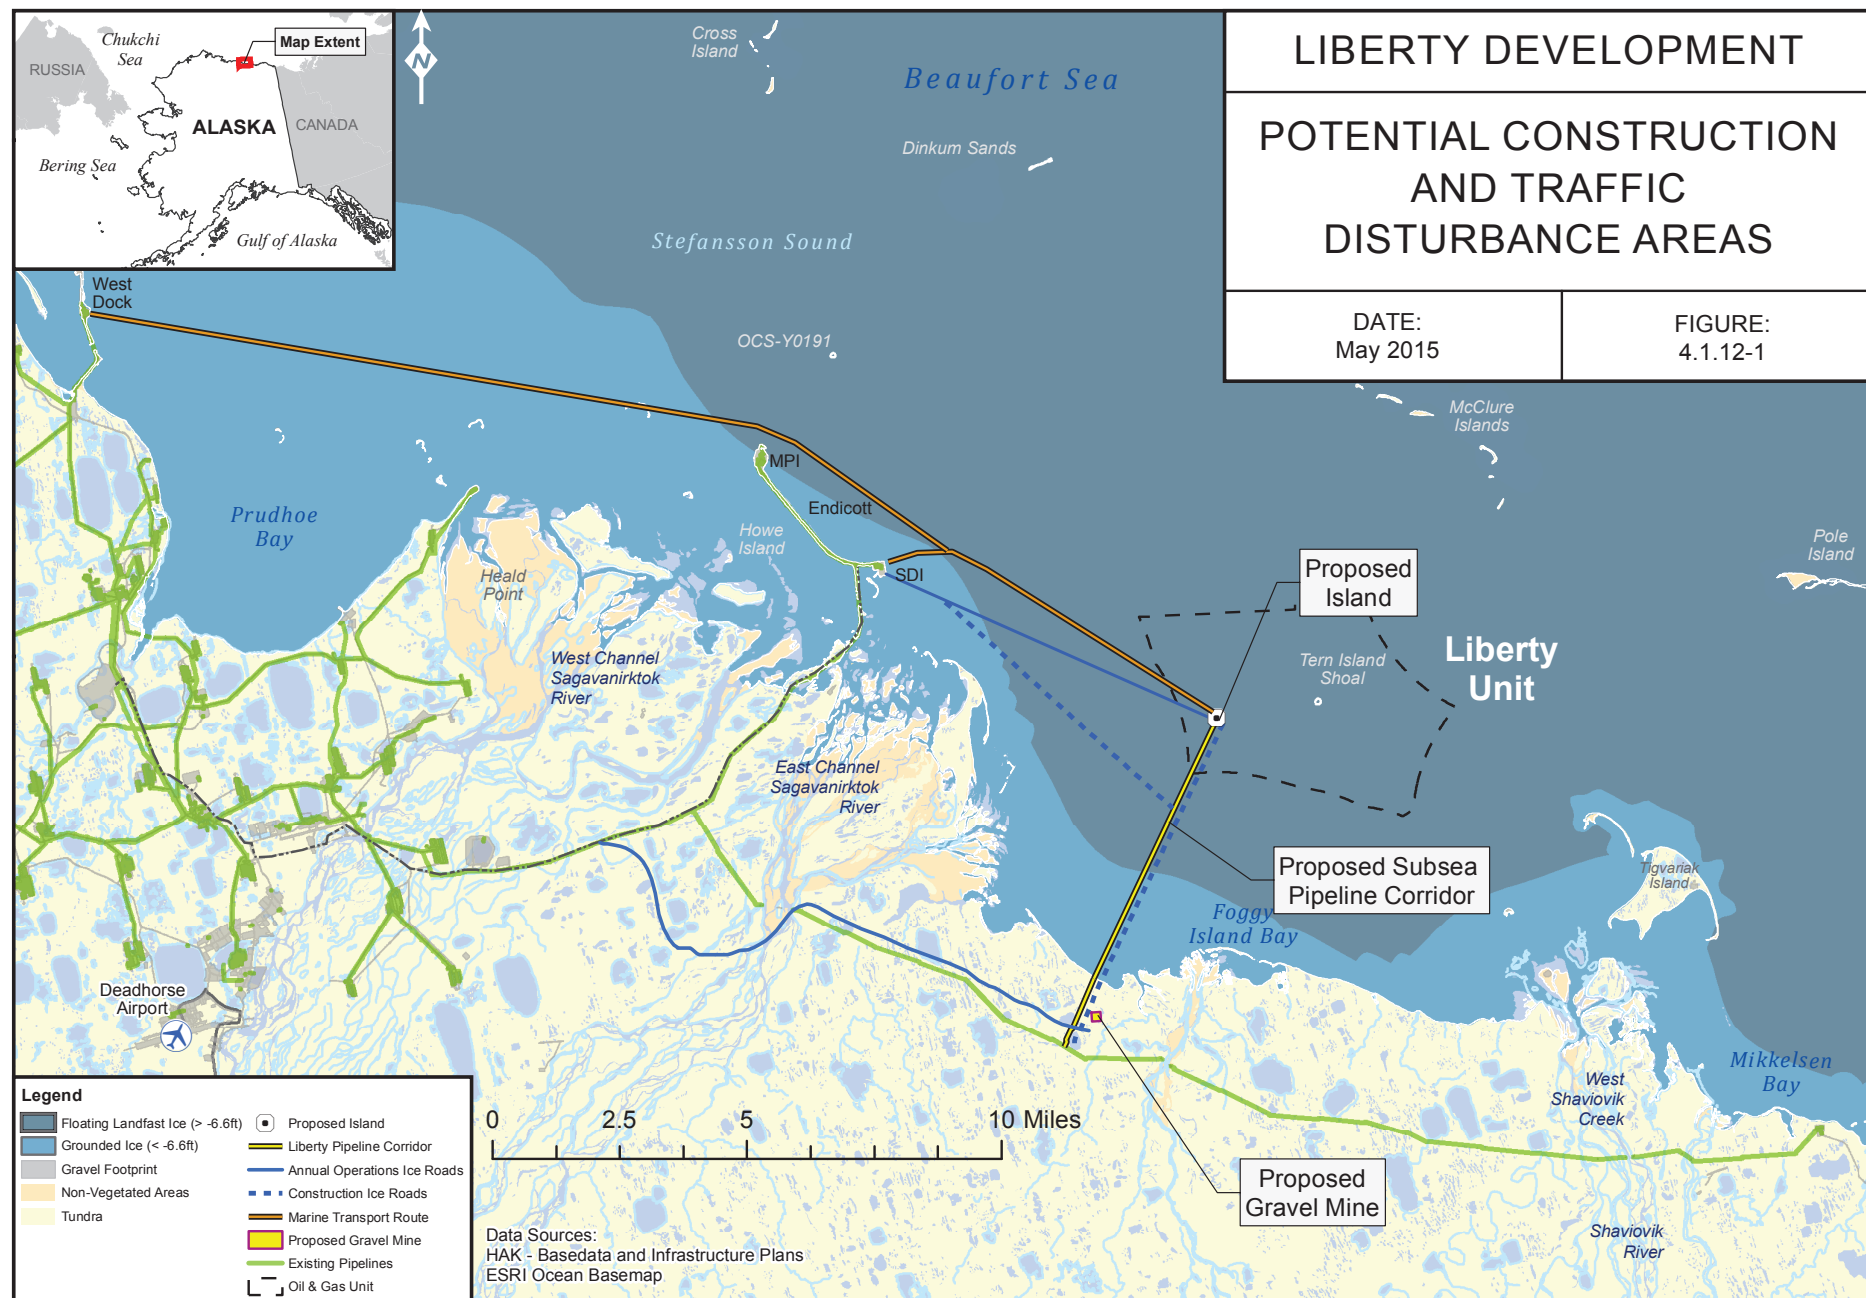 LIBERTY DEVELOPMENT
POTENTIAL CONSTRUCTION
AND TRAFFIC
DISTURBANCE AREAS
DATE:
May 2015
FIGURE:
4.1.12-1
Chukchi
Sea
Map Extent
RUSSIA
ALASKA
CANADA
Bering Sea
Gulf of Alaska
N
Cross
Island
Beaufort Sea
Dinkum Sands
Stefansson Sound
West
Dock
OCS-Y0191
McClure
Islands
MPI
Prudhoe
Bay
Endicott
Howe
Island
Pole
Island
Heald
Point
SDI
Proposed
Island
West Channel
Sagavanirktok
River
Tern Island
Shoal
Liberty
Unit
East Channel
Sagavanirktok
River
Proposed Subsea
Pipeline Corridor
Tigvariak
Island
Foggy
Island Bay
Deadhorse
Airport
Mikkelsen
Bay
West
Shaviovik
Creek
Proposed
Gravel Mine
Shaviovik
River
Legend
Floating Landfast Ice (> -6.6ft)
Grounded Ice (< -6.6ft)
Gravel Footprint
Non-Vegetated Areas
Tundra
Proposed Island
Liberty Pipeline Corridor
Annual Operations Ice Roads
Construction Ice Roads
Marine Transport Route
Proposed Gravel Mine
Existing Pipelines
Oil & Gas Unit
0 2.5 5 10 Miles
Data Sources:
HAK - Basedata and Infrastructure Plans
ESRI Ocean Basemap